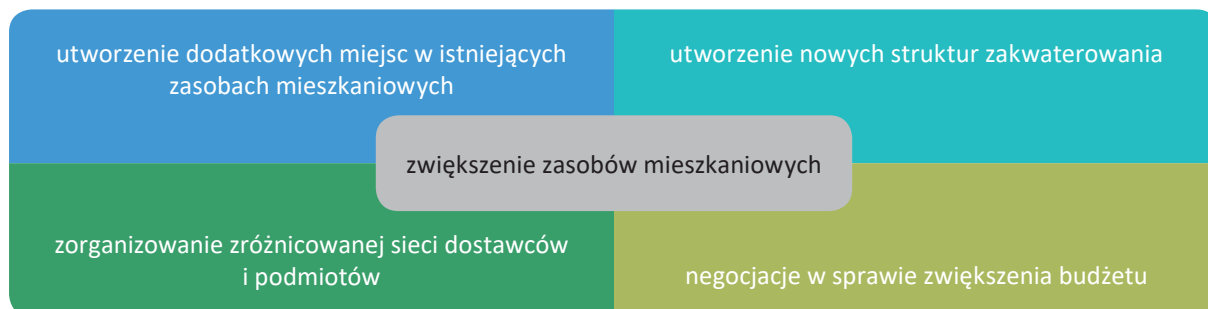 utworzenie dodatkowych miejsc w istniejących
zasobach mieszkaniowych
utworzenie nowych struktur zakwaterowania
zwiększenie zasobów mieszkaniowych
zorganizowanie zróżnicowanej sieci dostawców
i podmiotów
negocjacje w sprawie zwiększenia budżetu